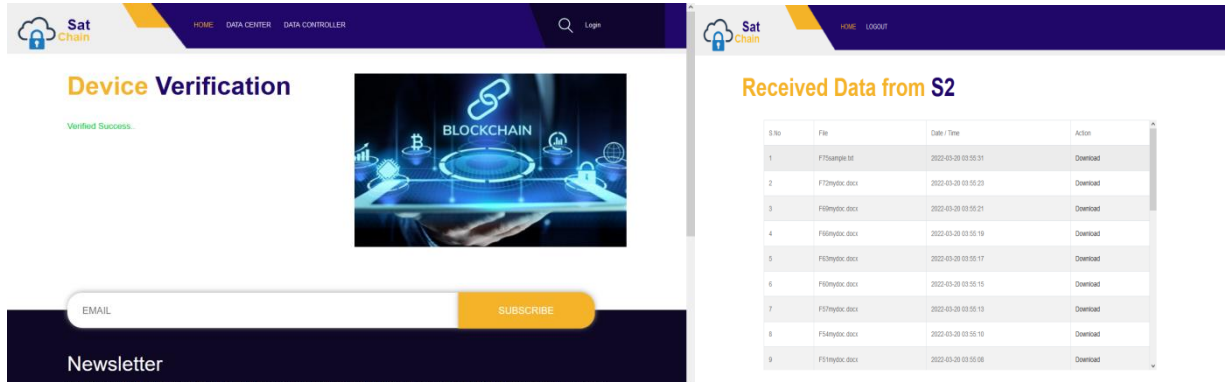 Sat
Chain
HOME DATA CENTER DATA CONTROLLER
Login
Device Verification
Verified Success..
BLOCKCHAIN
EMAIL
SUBSCRIBE
Newsletter
Sat
Chain
HOME LOGOUT
Received Data from S2
S.No File Date / Time Action
1 F75sample.txt 2022-03-20 03:55:31 Download
2 F72mydoc.docx 2022-03-20 03:55:23 Download
3 F69mydoc.docx 2022-03-20 03:55:21 Download
4 F66mydoc.docx 2022-03-20 03:55:19 Download
5 F63mydoc.docx 2022-03-20 03:55:17 Download
6 F60mydoc.docx 2022-03-20 03:55:15 Download
7 F57mydoc.docx 2022-03-20 03:55:13 Download
8 F54mydoc.docx 2022-03-20 03:55:10 Download
9 F51mydoc.docx 2022-03-20 03:55:08 Download